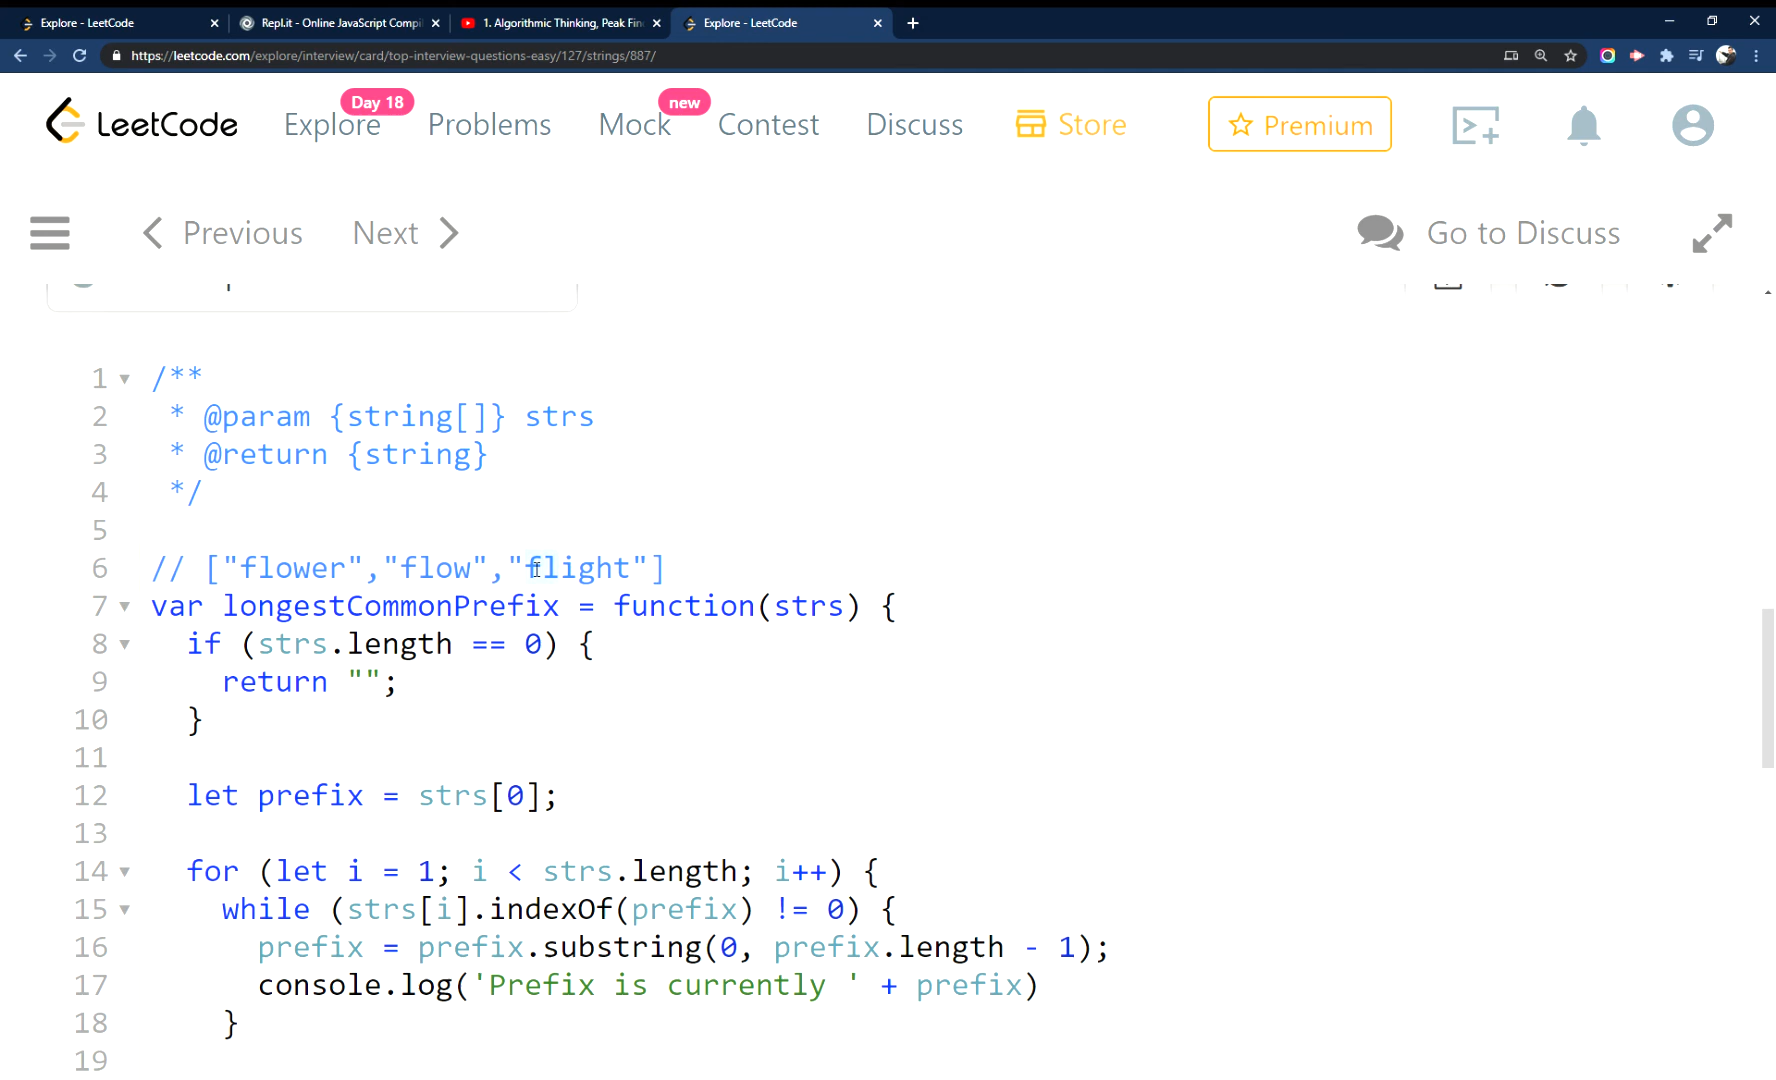 Explore - LeetCode
Repl.it - Online JavaScript Compi
1. Algorithmic Thinking, Peak Fin
Explore - LeetCode
https://leetcode.com/explore/interview/card/top-interview-questions-easy/127/strings/887/
LeetCode
Explore
Day 18
Problems
Mock
new
Contest
Discuss
Store
Premium
Previous
Next
Go to Discuss
1 /**
2 * @param {string[]} strs
3 * @return {string}
4 */
5
6 // ["flower","flow","flight"]
7 var longestCommonPrefix = function(strs) {
8 if (strs.length == 0) {
9 return "";
10 }
11
12 let prefix = strs[0];
13
14 for (let i = 1; i < strs.length; i++) {
15 while (strs[i].indexOf(prefix) != 0) {
16 prefix = prefix.substring(0, prefix.length - 1);
17 console.log('Prefix is currently ' + prefix)
18 }
19